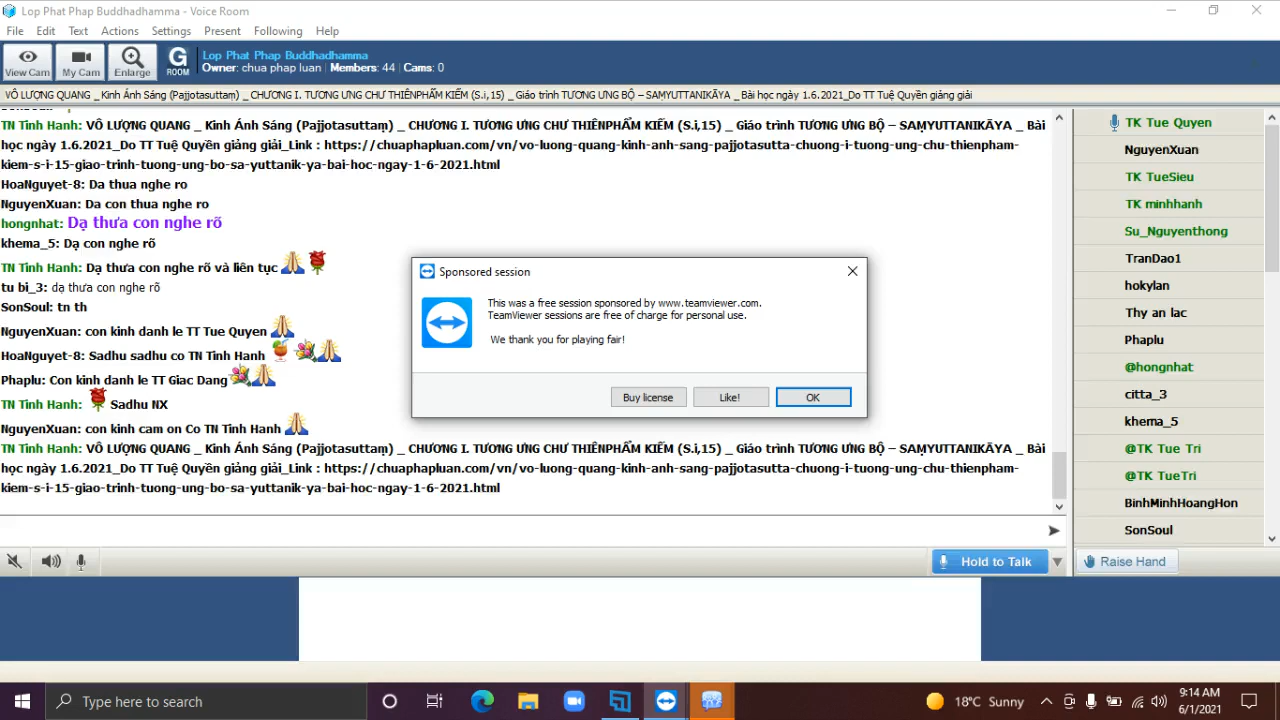 Lop Phat Phap Buddhadhamma - Voice Room
File Edit Text Actions Settings Present Following Help
View Cam My Cam Enlarge G ROOM
Lop Phat Phap Buddhadhamma
Owner: chua phap luan Members: 44 Cams: 0
VÔ LƯỢNG QUANG _ Kinh Ánh Sáng (Pajjotasuttaṃ) _ CHƯƠNG I. TƯƠNG ƯNG CHƯ THIÊNPHẨM KIẾM (S.i,15) _ Giáo trình TƯƠNG ƯNG BỘ – SAṂYUTTANIKĀYA _ Bài học ngày 1.6.2021_Do TT Tuệ Quyền giảng giải
TN Tinh Hanh: VÔ LƯỢNG QUANG _ Kinh Ánh Sáng (Pajjotasuttaṃ) _ CHƯƠNG I. TƯƠNG ƯNG CHƯ THIÊNPHẨM KIẾM (S.i,15) _ Giáo trình TƯƠNG ƯNG BỘ – SAṂYUTTANIKĀYA _ Bài
học ngày 1.6.2021_Do TT Tuệ Quyền giảng giải_Link : https://chuaphapluan.com/vn/vo-luong-quang-kinh-anh-sang-pajjotasutta-chuong-i-tuong-ung-chu-thienpham-
kiem-s-i-15-giao-trinh-tuong-ung-bo-sa-yuttanik-ya-bai-hoc-ngay-1-6-2021.html
HoaNguyet-8: Da thua nghe ro
NguyenXuan: Da con thua nghe ro
hongnhat: Dạ thưa con nghe rõ
khema_5: Dạ con nghe rõ
TN Tinh Hanh: Dạ thưa con nghe rõ và liên tục
tu bi_3: dạ thưa con nghe rõ
SonSoul: tn th
NguyenXuan: con kinh danh le TT Tue Quyen
HoaNguyet-8: Sadhu sadhu co TN Tinh Hanh
Phaplu: Con kinh danh le TT Giac Dang
TN Tinh Hanh: Sadhu NX
NguyenXuan: con kinh cam on Co TN Tinh Hanh
TN Tinh Hanh: VÔ LƯỢNG QUANG _ Kinh Ánh Sáng (Pajjotasuttaṃ) _ CHƯƠNG I. TƯƠNG ƯNG CHƯ THIÊNPHẨM KIẾM (S.i,15) _ Giáo trình TƯƠNG ƯNG BỘ – SAṂYUTTANIKĀYA _ Bài
học ngày 1.6.2021_Do TT Tuệ Quyền giảng giải_Link : https://chuaphapluan.com/vn/vo-luong-quang-kinh-anh-sang-pajjotasutta-chuong-i-tuong-ung-chu-thienpham-
kiem-s-i-15-giao-trinh-tuong-ung-bo-sa-yuttanik-ya-bai-hoc-ngay-1-6-2021.html
Sponsored session
This was a free session sponsored by www.teamviewer.com.
TeamViewer sessions are free of charge for personal use.
We thank you for playing fair!
Buy license Like! OK
TK Tue Quyen
NguyenXuan
TK TueSieu
TK minhhanh
Su_Nguyenthong
TranDao1
hokylan
Thy an lac
Phaplu
@hongnhat
citta_3
khema_5
@TK Tue Tri
@TK TueTri
BinhMinhHoangHon
SonSoul
Hold to Talk
Raise Hand
Type here to search
18°C Sunny
9:14 AM
6/1/2021